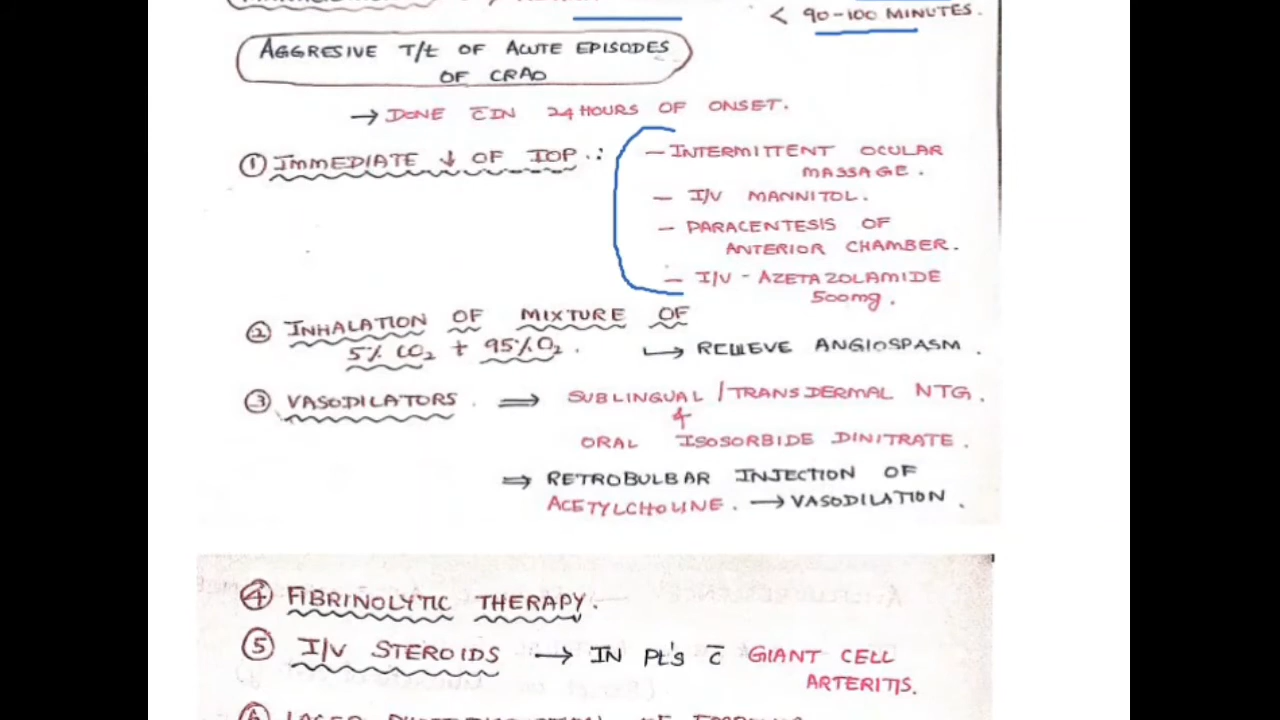 < 90-100 MINUTES.
AGGRESIVE T/t OF ACUTE EPISODES
OF CRAO
→ DONE C̅IN 24 HOURS OF ONSET.
① IMMEDIATE ↓ OF IOP.: – INTERMITTENT OCULAR
MASSAGE.
– I/V MANNITOL.
– PARACENTESIS OF
ANTERIOR CHAMBER.
– I/V - AZETAZOLAMIDE
500mg.
② INHALATION OF MIXTURE OF
5% CO₂ + 95% O₂. ↳ RELIEVE ANGIOSPASM.
③ VASODILATORS. ⇒ SUBLINGUAL / TRANSDERMAL NTG.
&
ORAL ISOSORBIDE DINITRATE.
⇒ RETROBULBAR INJECTION OF
ACETYLCHOLINE. → VASODILATION.
④ FIBRINOLYTIC THERAPY.
⑤ I/V STEROIDS → IN Pt's c̅ GIANT CELL
ARTERITIS.